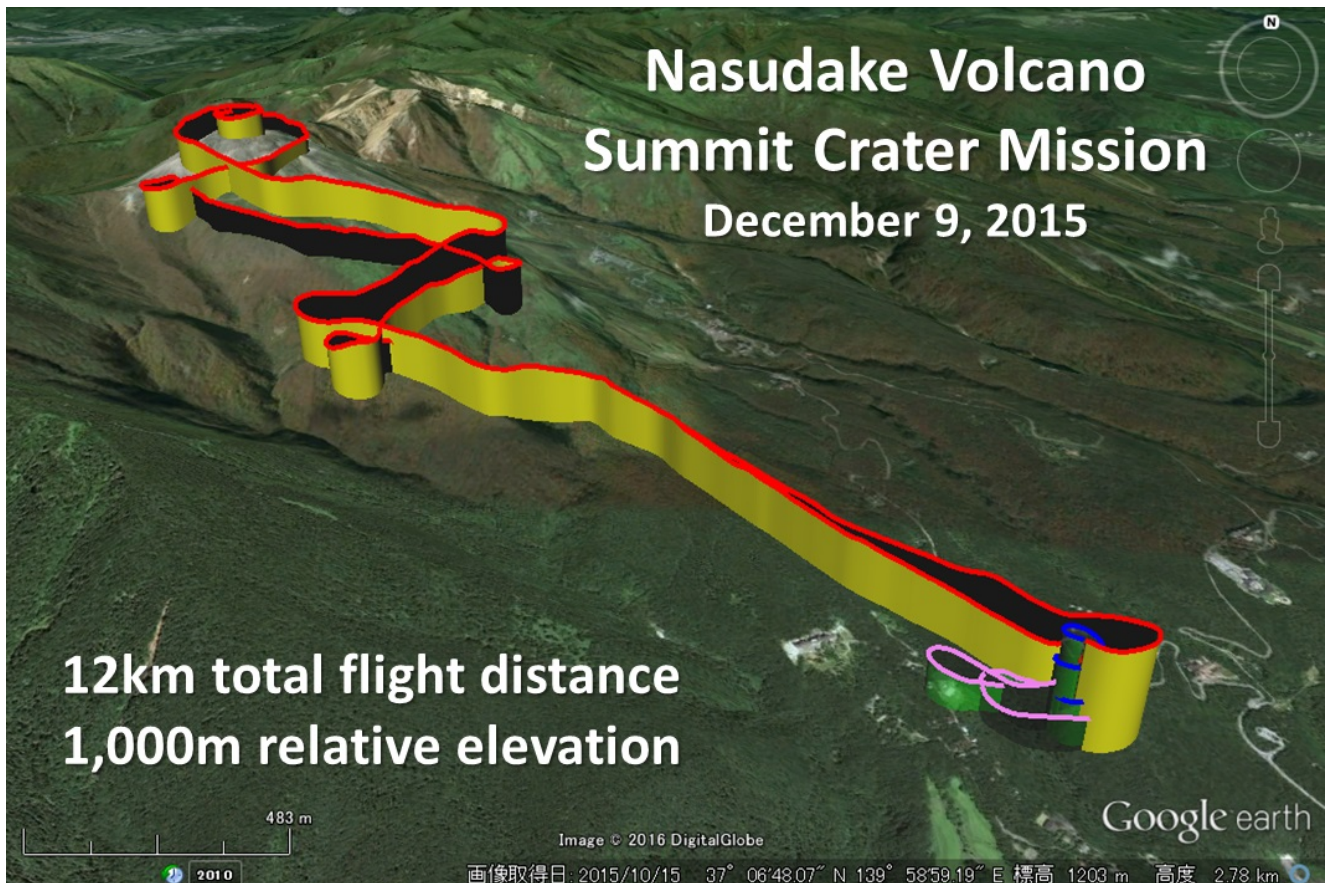 N
Nasudake Volcano
Summit Crater Mission
December 9, 2015
12km total flight distance
1,000m relative elevation
483 m
Google earth
Image © 2016 DigitalGlobe
2010
画像取得日: 2015/10/15 37° 06'48.07" N 139° 58'59.19" E 標高 1203 m 高度 2.78 km